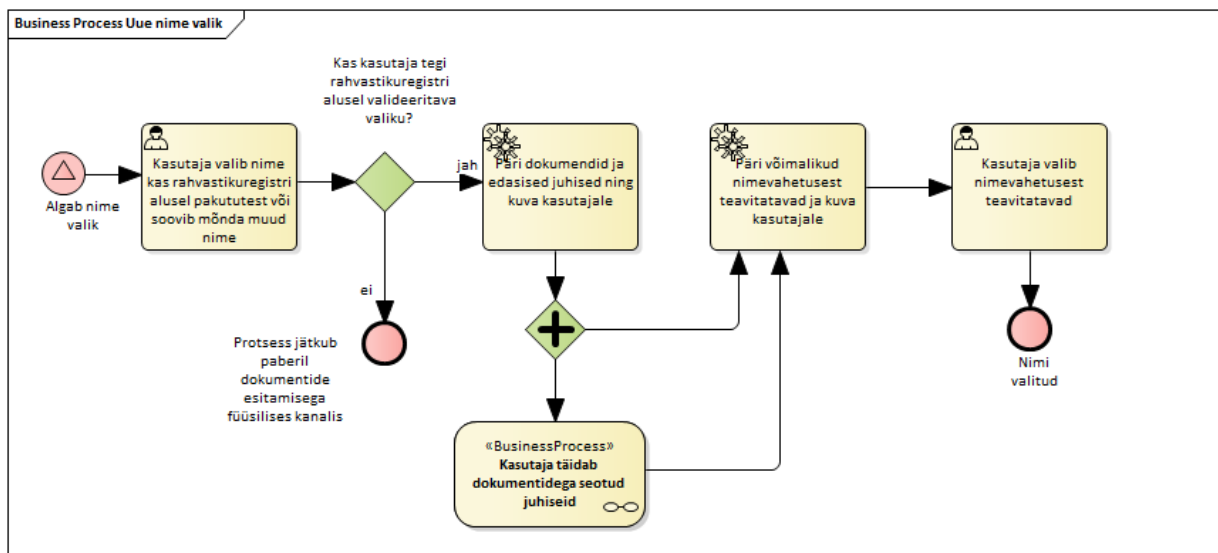 Business Process Uue nime valik
Algab nime
valik
Kasutaja valib nime
kas rahvastikuregistri
alusel pakututest või
soovib mõnda muud
nime
Kas kasutaja tegi
rahvastikuregistri
alusel valideeritava
valiku?
jah
ei
Protsess jätkub
paberil
dokumentide
esitamisega
füüsilises kanalis
Päri dokumendid ja
edasised juhised ning
kuva kasutajale
«BusinessProcess»
Kasutaja täidab
dokumentidega seotud
juhiseid
Päri võimalikud
nimevahetusest
teavitatavad ja kuva
kasutajale
Kasutaja valib
nimevahetusest
teavitatavad
Nimi
valitud